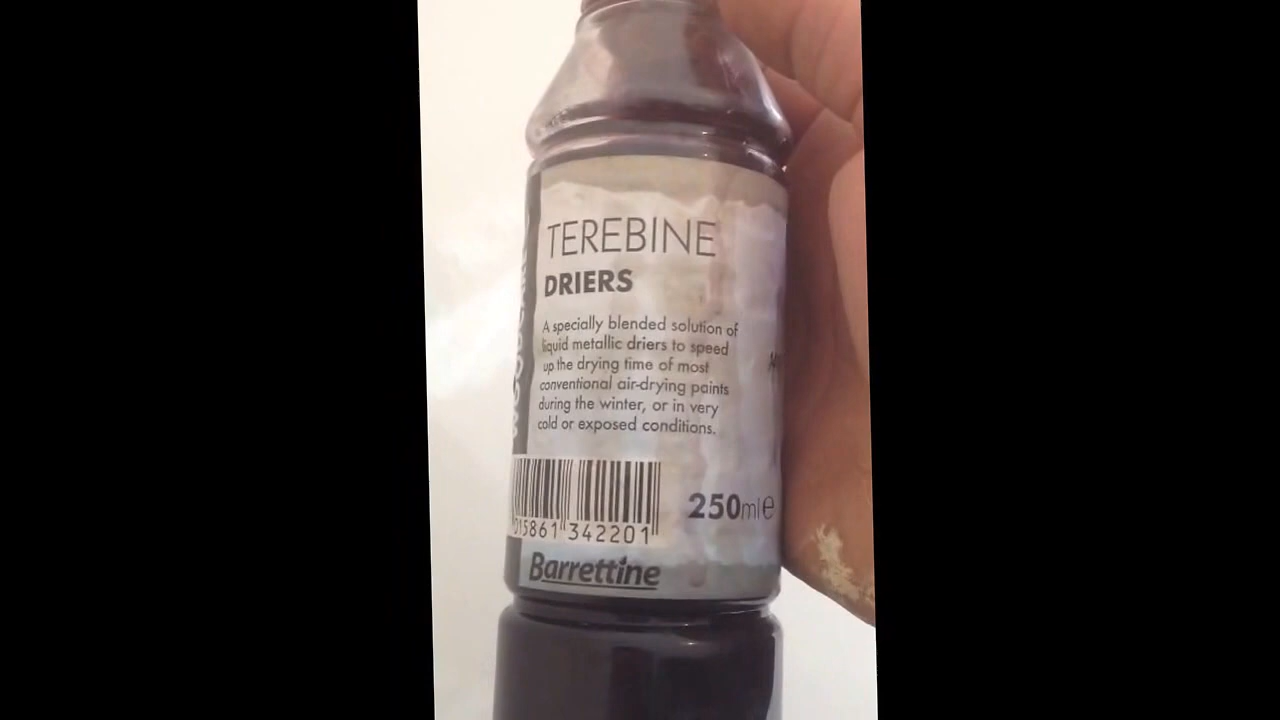 TEREBINE
DRIERS
A specially blended solution of
liquid metallic driers to speed
up the drying time of most
conventional air-drying paints
during the winter, or in very
cold or exposed conditions.
015861 342201
250ml e
Barrettine